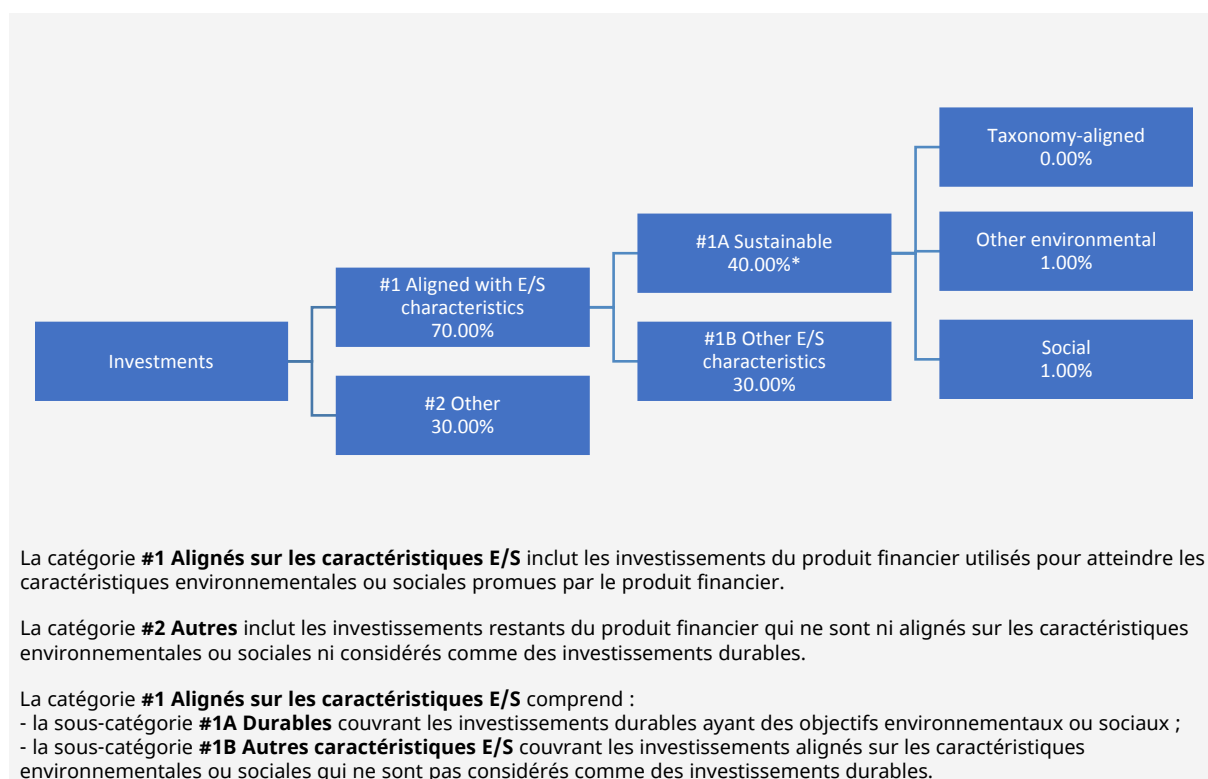 Taxonomy-aligned
0.00%
#1A Sustainable
40.00%*
Other environmental
1.00%
#1 Aligned with E/S
characteristics
70.00%
Investments
#1B Other E/S
characteristics
30.00%
Social
1.00%
#2 Other
30.00%
La catégorie #1 Alignés sur les caractéristiques E/S inclut les investissements du produit financier utilisés pour atteindre les
caractéristiques environnementales ou sociales promues par le produit financier.
La catégorie #2 Autres inclut les investissements restants du produit financier qui ne sont ni alignés sur les caractéristiques
environnementales ou sociales ni considérés comme des investissements durables.
La catégorie #1 Alignés sur les caractéristiques E/S comprend :
- la sous-catégorie #1A Durables couvrant les investissements durables ayant des objectifs environnementaux ou sociaux ;
- la sous-catégorie #1B Autres caractéristiques E/S couvrant les investissements alignés sur les caractéristiques
environnementales ou sociales qui ne sont pas considérés comme des investissements durables.